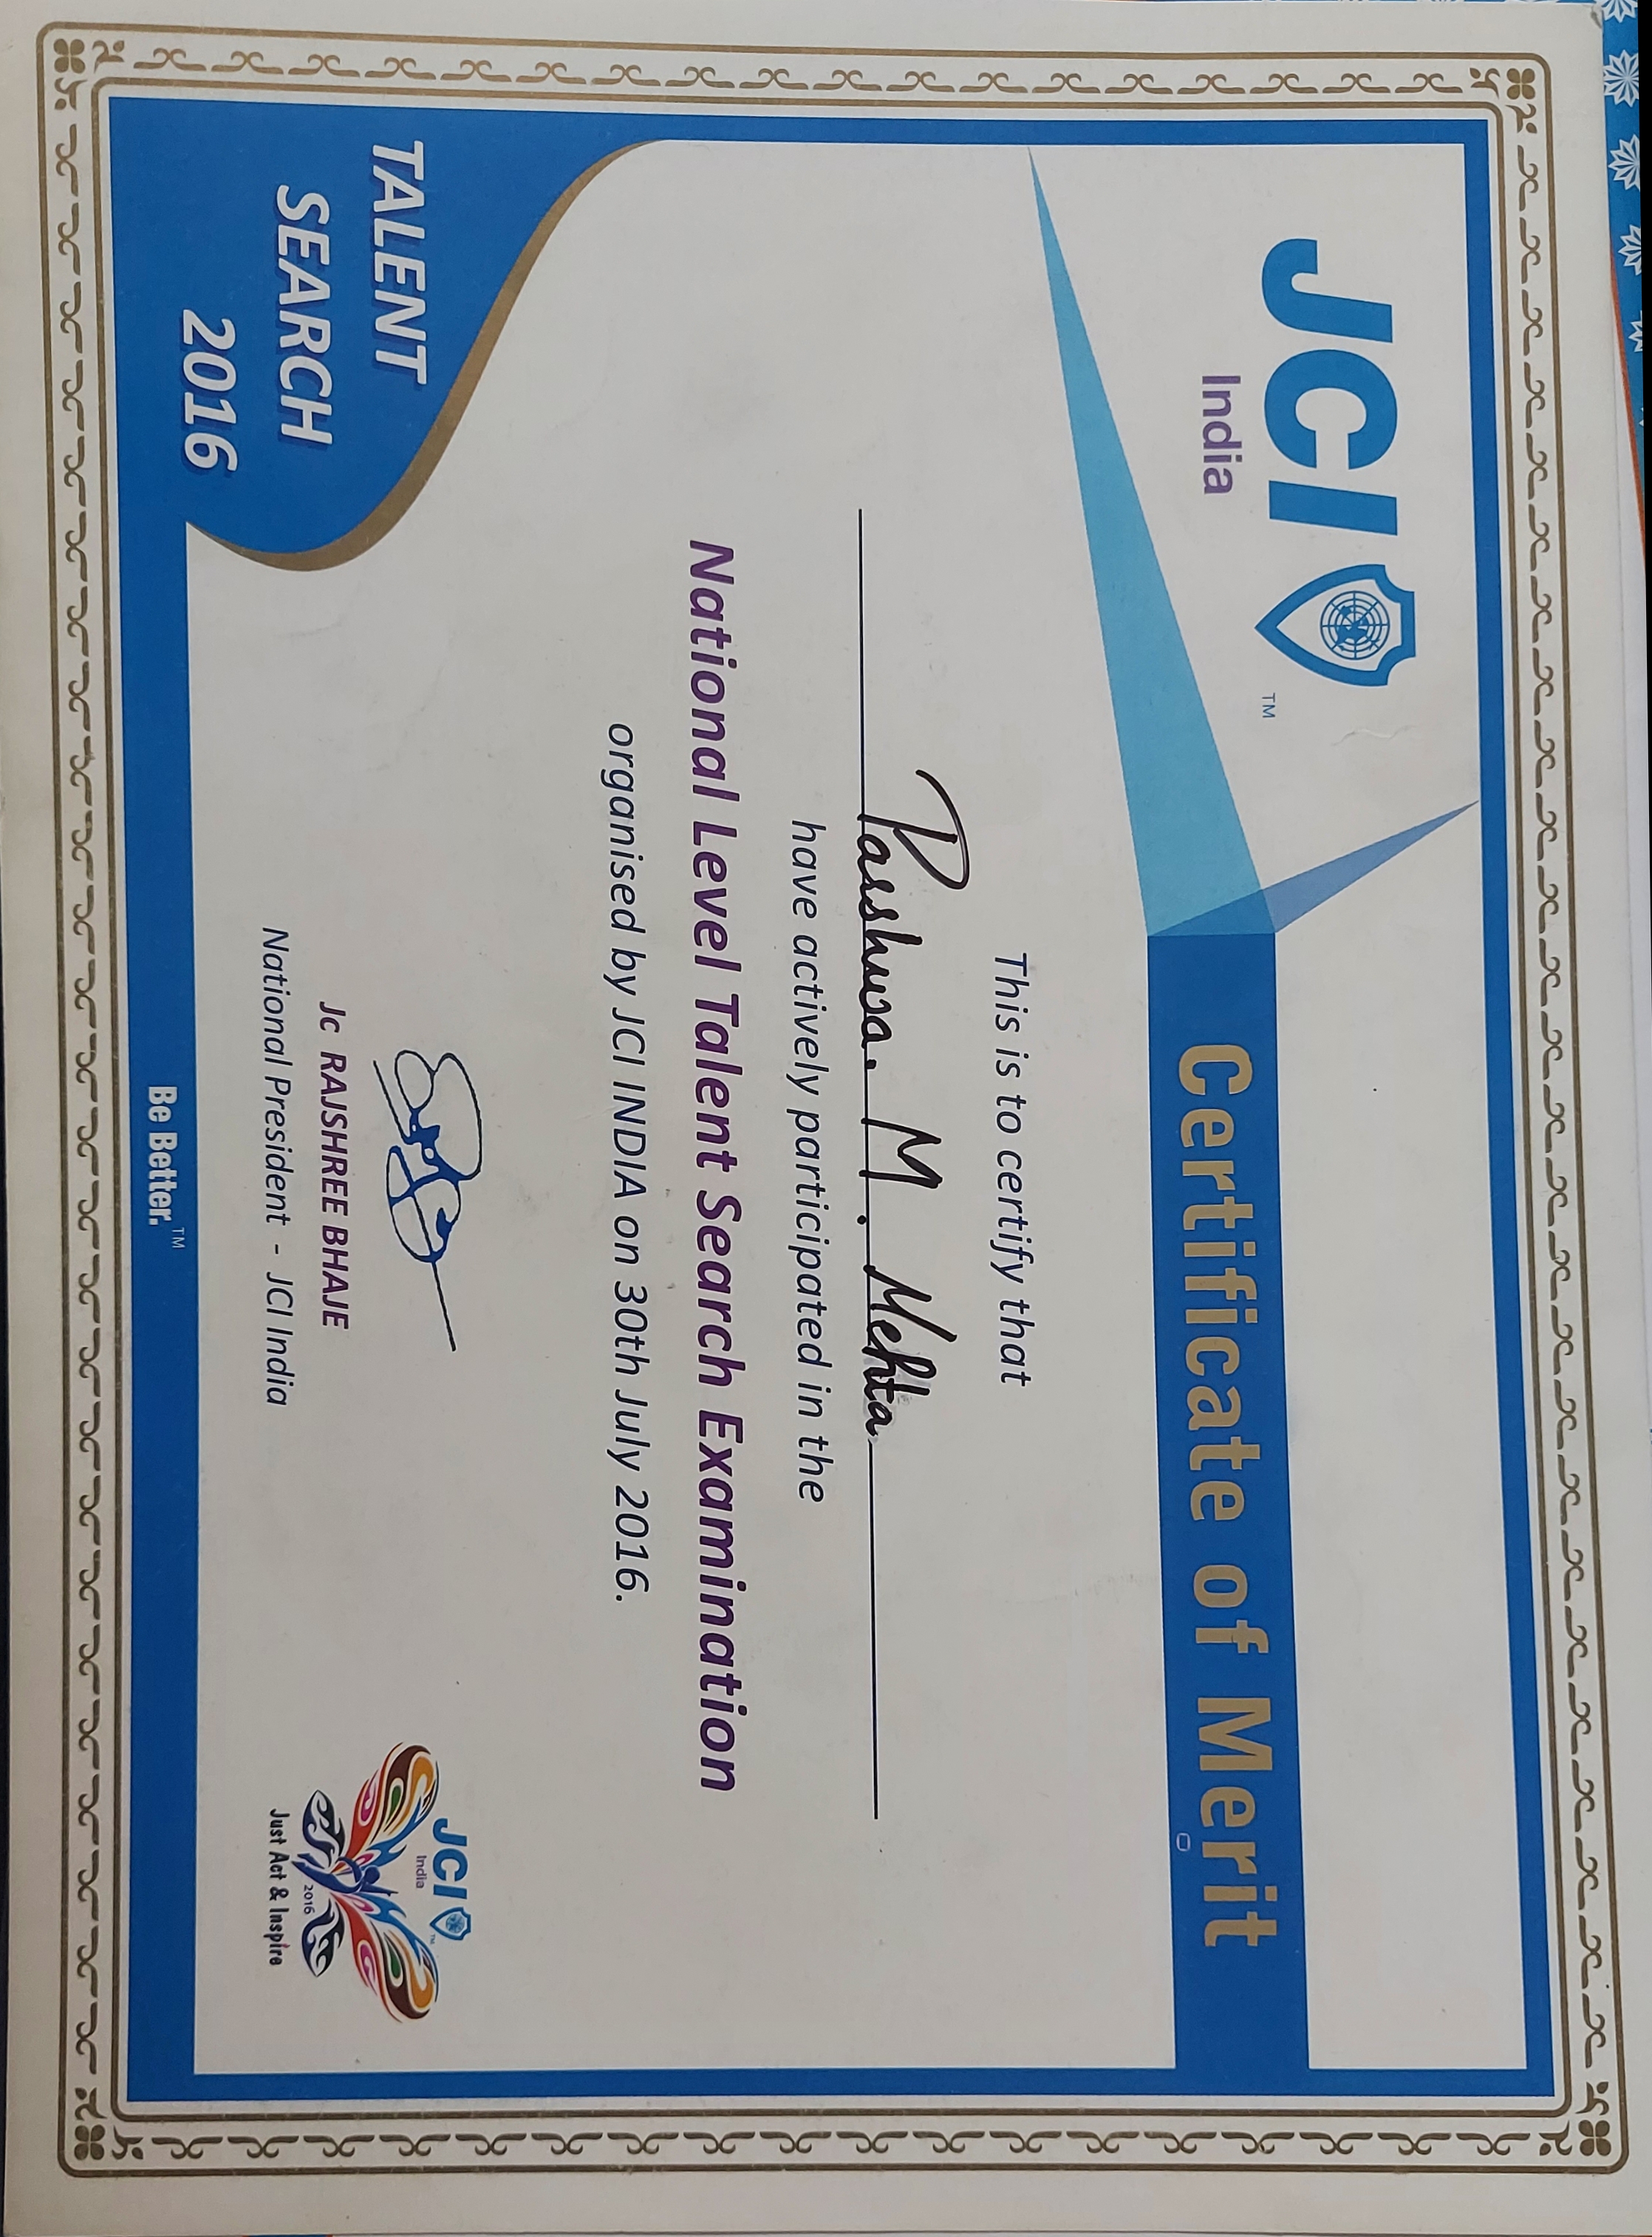 JCI
TM
India
Certificate of Merit
This is to certify that
Parshwa. M. Mehta
have actively participated in the
National Level Talent Search Examination
organised by JCI INDIA on 30th July 2016.
Jc RAJSHREE BHAJE
National President - JCI India
TALENT
SEARCH
2016
JCI
TM
India
2016
Just Act & Inspire
Be Better.™